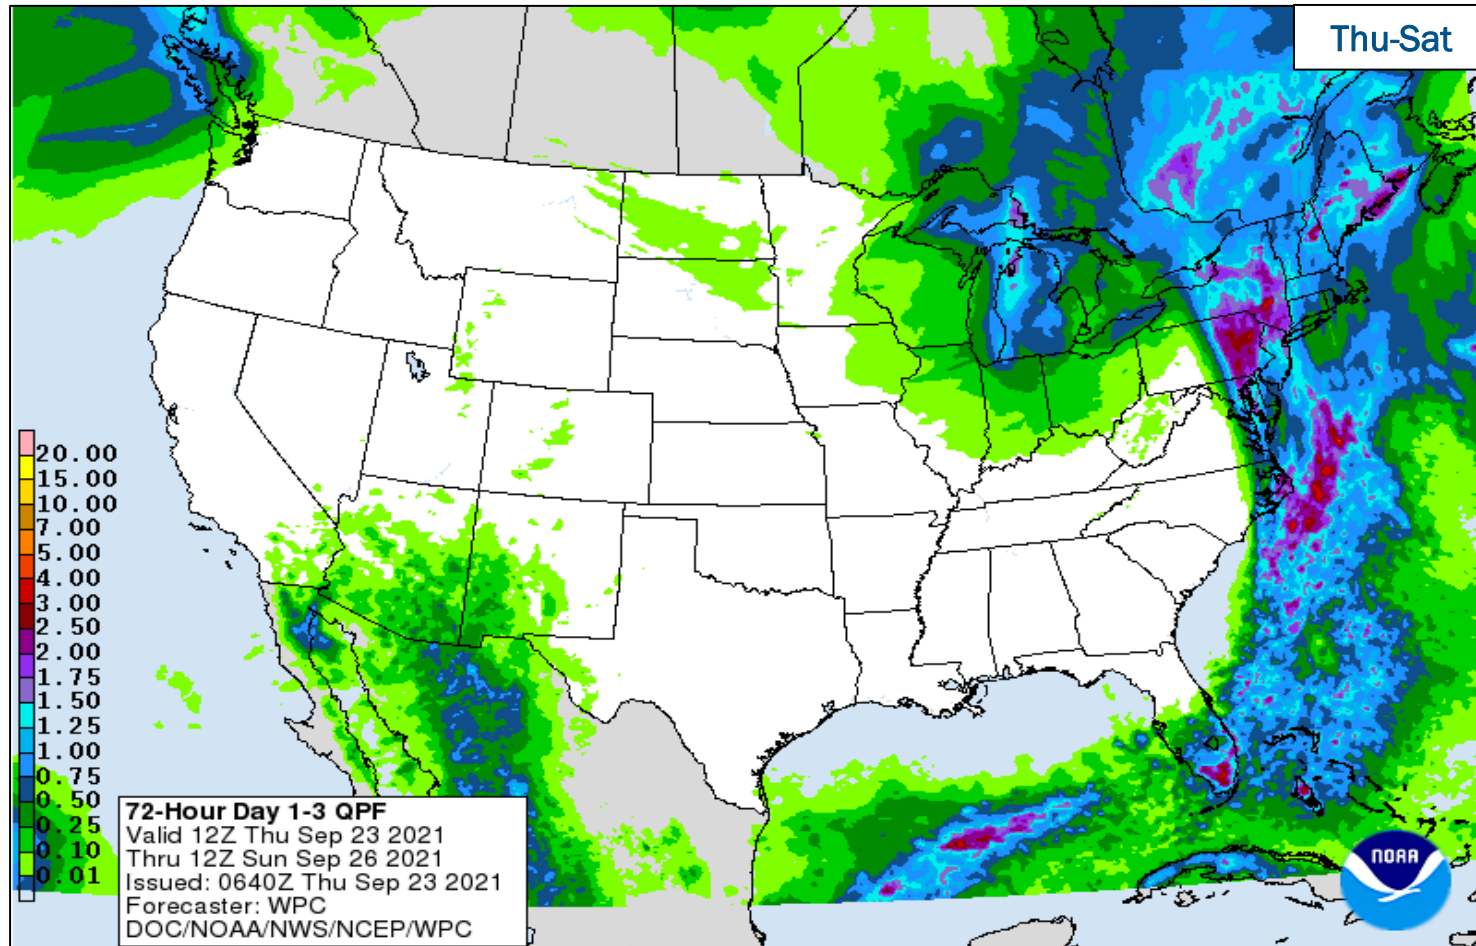 Thu-Sat
20.00
15.00
10.00
7.00
5.00
4.00
3.00
2.50
2.00
1.75
1.50
1.25
1.00
0.75
0.50
0.25
0.10
0.01
72-Hour Day 1-3 QPF
Valid 12Z Thu Sep 23 2021
Thru 12Z Sun Sep 26 2021
Issued: 0640Z Thu Sep 23 2021
Forecaster: WPC
DOC/NOAA/NWS/NCEP/WPC
NOAA